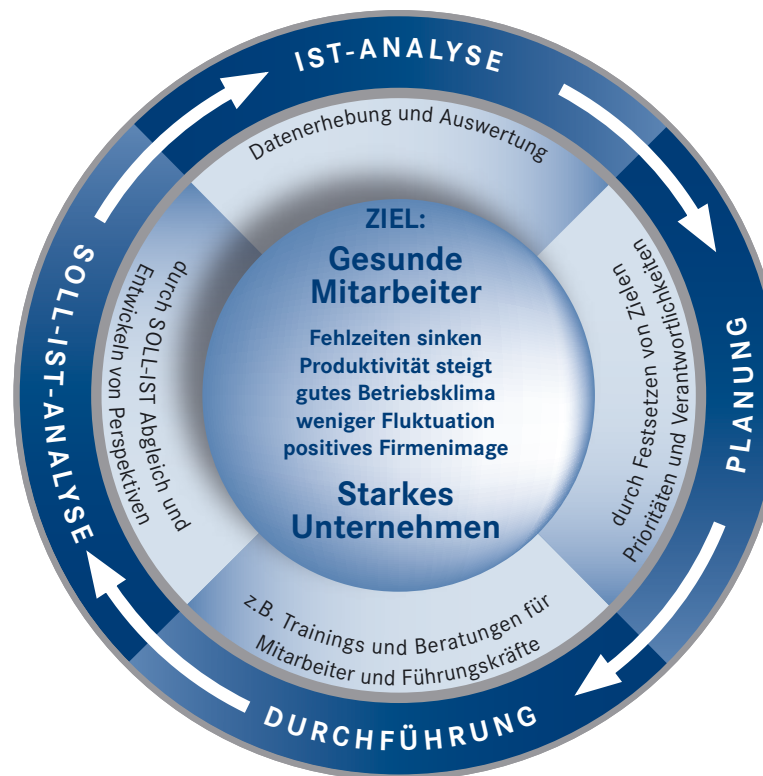 IST-ANALYSE
Datenerhebung und Auswertung
PLANUNG
durch Festsetzen von Zielen
Prioritäten und Verantwortlichkeiten
DURCHFÜHRUNG
z.B. Trainings und Beratungen für
Mitarbeiter und Führungskräfte
SOLL-IST-ANALYSE
durch SOLL-IST Abgleich und
Entwickeln von Perspektiven
ZIEL:
Gesunde
Mitarbeiter
Fehlzeiten sinken
Produktivität steigt
gutes Betriebsklima
weniger Fluktuation
positives Firmenimage
Starkes
Unternehmen